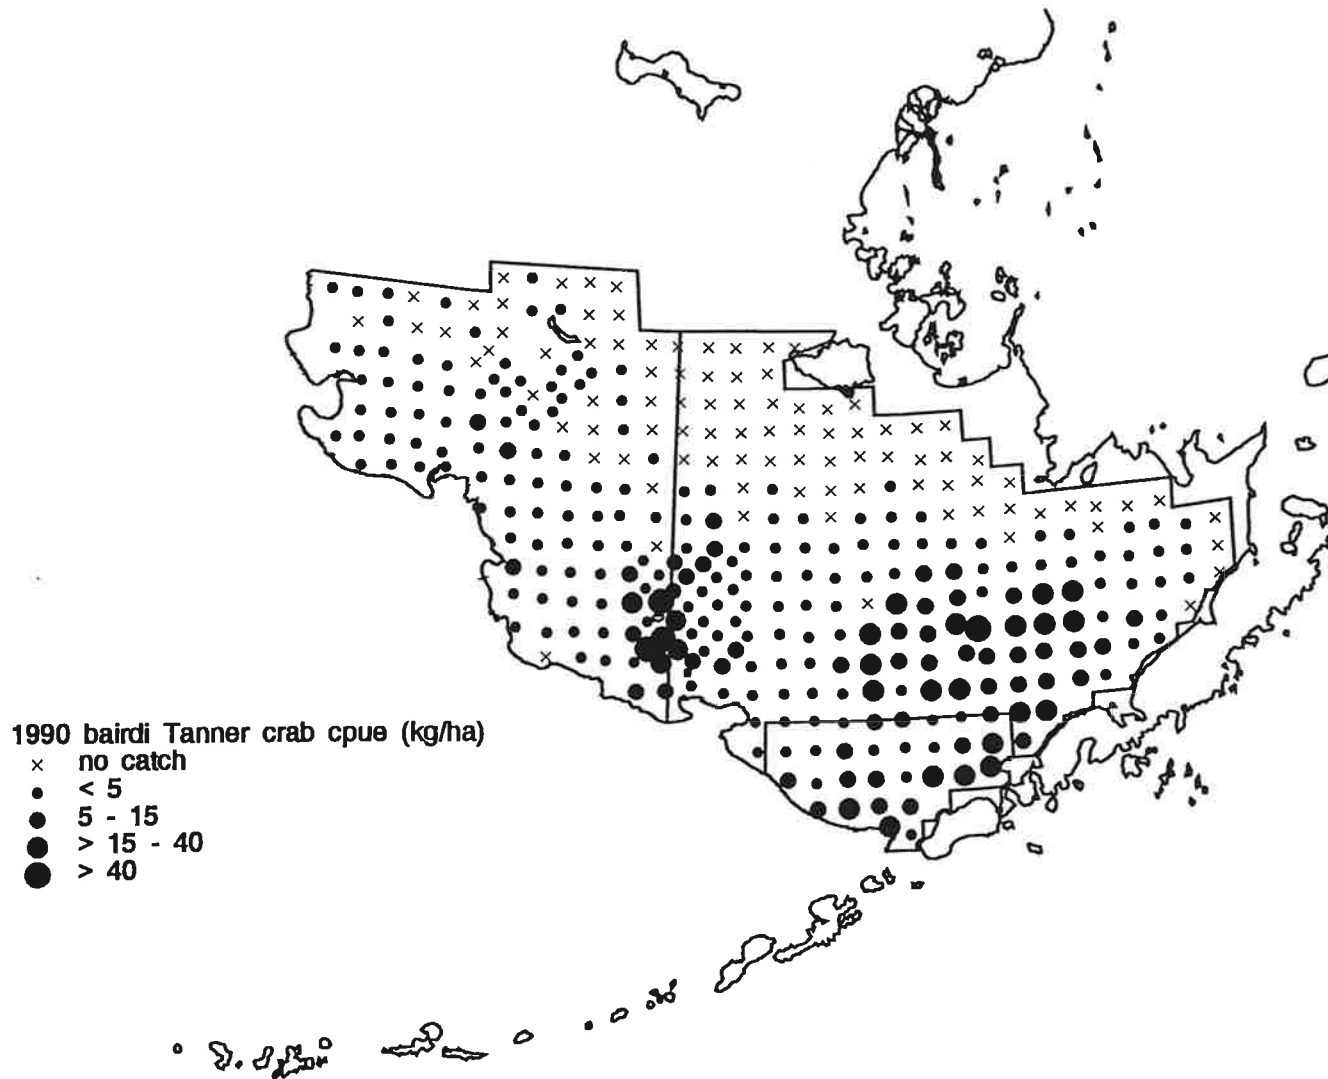 1990 bairdi Tanner crab cpue (kg/ha)
× no catch
< 5
5 - 15
> 15 - 40
> 40